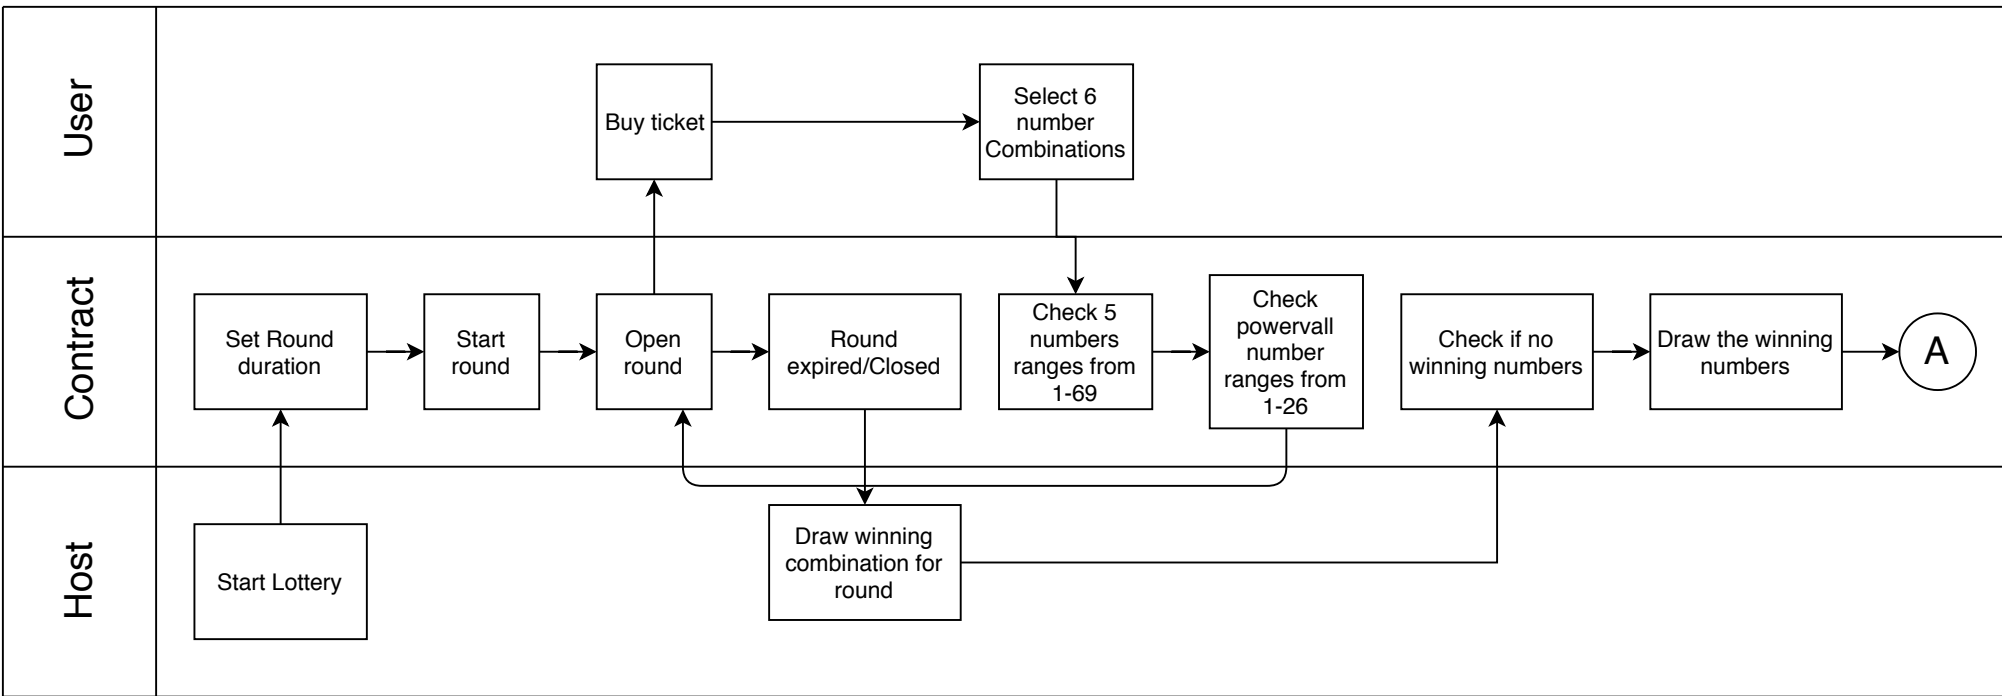 User
Buy ticket
Select 6
number
Combinations
Contract
Set Round
duration
Start
round
Open
round
Round
expired/Closed
Check 5
numbers
ranges from
1-69
Check
powervall
number
ranges from
1-26
Check if no
winning numbers
Draw the winning
numbers
A
Host
Start Lottery
Draw winning
combination for
round